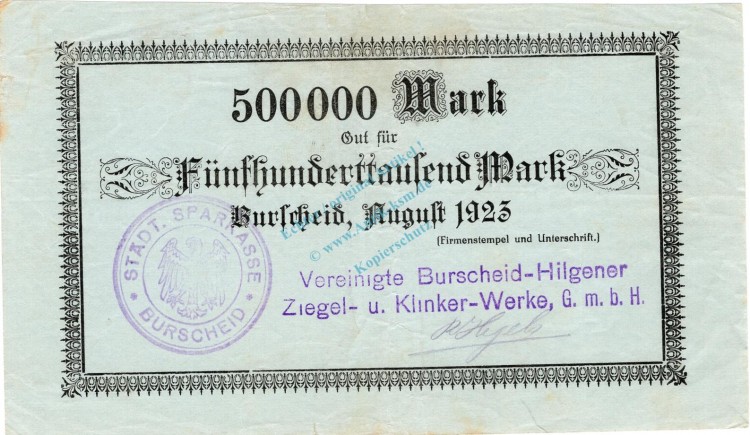 500000 Mark
Gut für
Fünfhunderttausend Mark
Burscheid, August 1923
(Firmenstempel und Unterschrift.)
Vereinigte Burscheid-Hilgener
Ziegel- u. Klinker-Werke, G. m. b. H.
STÄDT. SPARKASSE
BURSCHEID
Kopierschutz